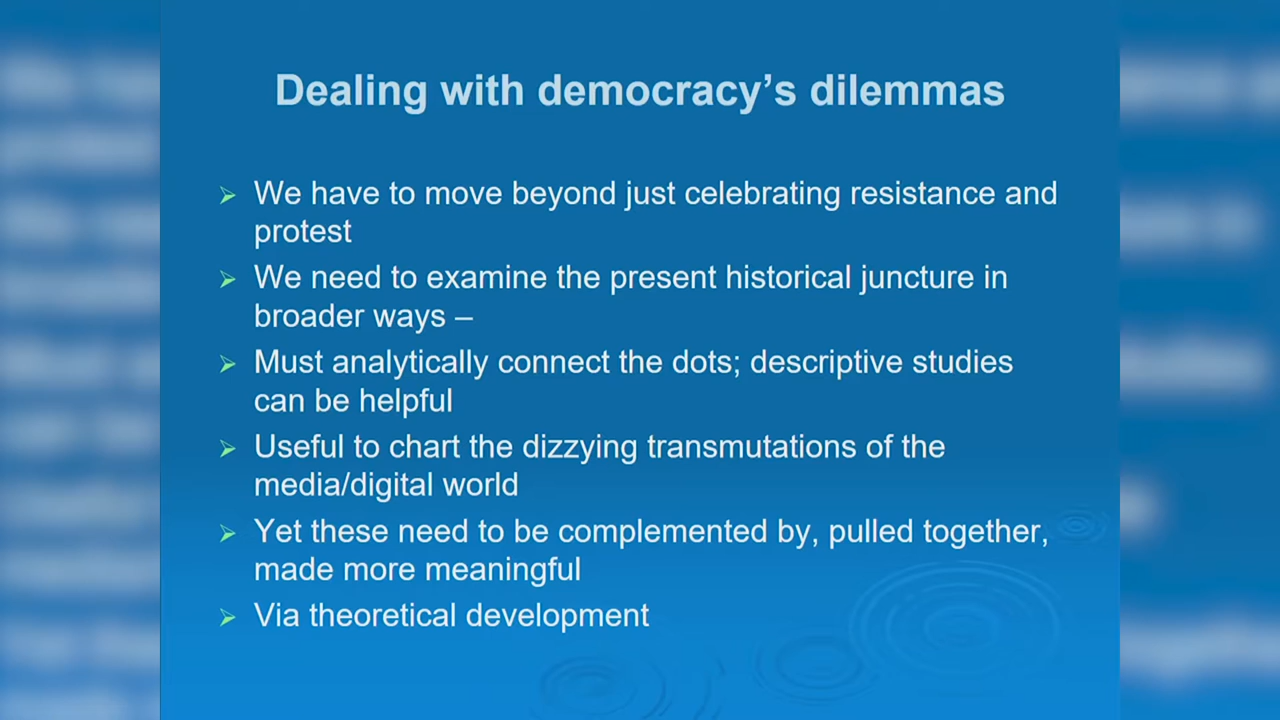 Dealing with democracy’s dilemmas
We have to move beyond just celebrating resistance and
protest
We need to examine the present historical juncture in
broader ways –
Must analytically connect the dots; descriptive studies
can be helpful
Useful to chart the dizzying transmutations of the
media/digital world
Yet these need to be complemented by, pulled together,
made more meaningful
Via theoretical development